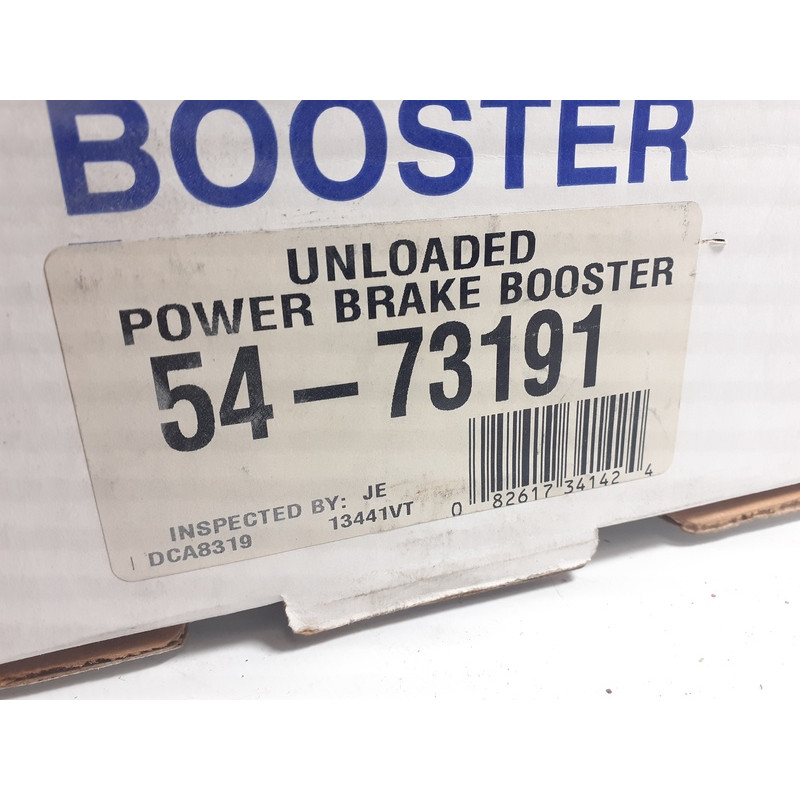 BOOSTER
UNLOADED
POWER BRAKE BOOSTER
54-73191
0 82617 34142 4
INSPECTED BY: JE
DCA8319 13441VT